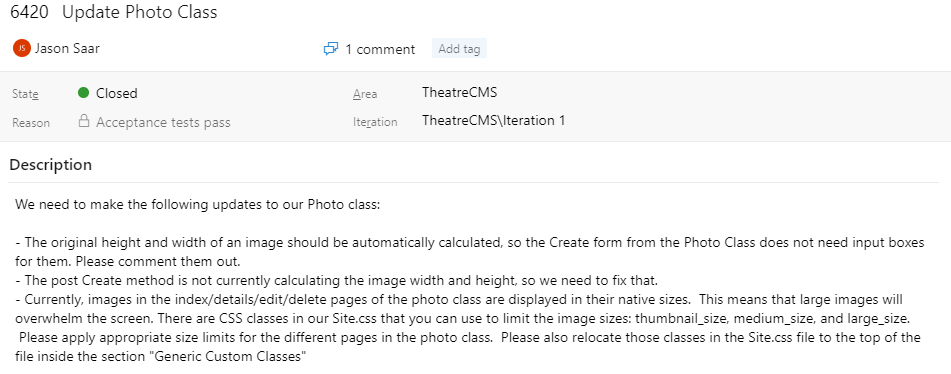 6420 Update Photo Class
JS Jason Saar 1 comment Add tag
State Closed Area TheatreCMS
Reason Acceptance tests pass Iteration TheatreCMS\Iteration 1
Description
We need to make the following updates to our Photo class:
- The original height and width of an image should be automatically calculated, so the Create form from the Photo Class does not need input boxes
for them. Please comment them out.
- The post Create method is not currently calculating the image width and height, so we need to fix that.
- Currently, images in the index/details/edit/delete pages of the photo class are displayed in their native sizes.  This means that large images will
overwhelm the screen. There are CSS classes in our Site.css that you can use to limit the image sizes: thumbnail_size, medium_size, and large_size.
Please apply appropriate size limits for the different pages in the photo class.  Please also relocate those classes in the Site.css file to the top of the
file inside the section "Generic Custom Classes"